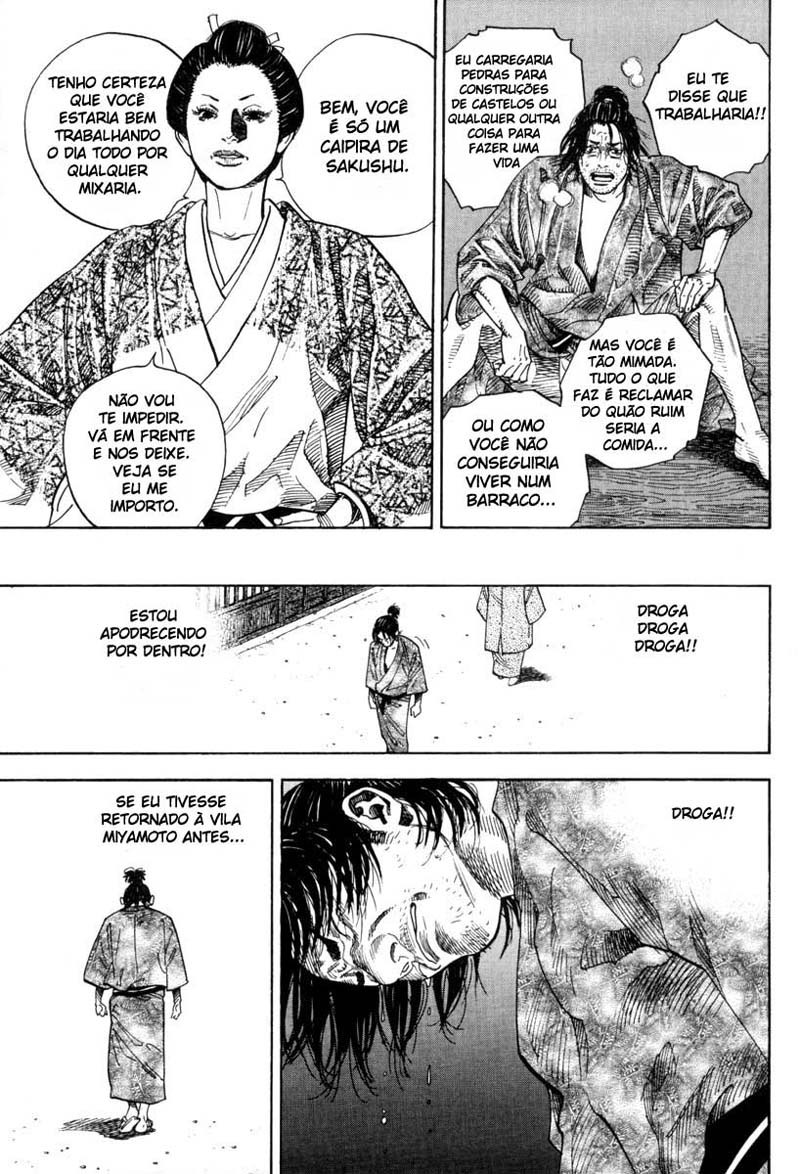 EU TE
DISSE QUE
TRABALHARIA!!
EU CARREGARIA
PEDRAS PARA
CONSTRUÇÕES
DE CASTELOS OU
QUALQUER OUTRA
COISA PARA
FAZER UMA
VIDA
MAS VOCÊ É
TÃO MIMADA.
TUDO O QUE
FAZ É RECLAMAR
DO QUÃO RUIM
SERIA A
COMIDA...
OU COMO
VOCÊ NÃO
CONSEGUIRIA
VIVER NUM
BARRACO...
BEM, VOCÊ
É SÓ UM
CAIPIRA DE
SAKUSHU.
TENHO CERTEZA
QUE VOCÊ
ESTARIA BEM
TRABALHANDO
O DIA TODO POR
QUALQUER
MIXARIA.
NÃO VOU
TE IMPEDIR.
VÁ EM FRENTE
E NOS DEIXE.
VEJA SE
EU ME
IMPORTO.
DROGA
DROGA
DROGA!!
ESTOU
APODRECENDO
POR DENTRO!
DROGA!!
SE EU TIVESSE
RETORNADO À VILA
MIYAMOTO ANTES...